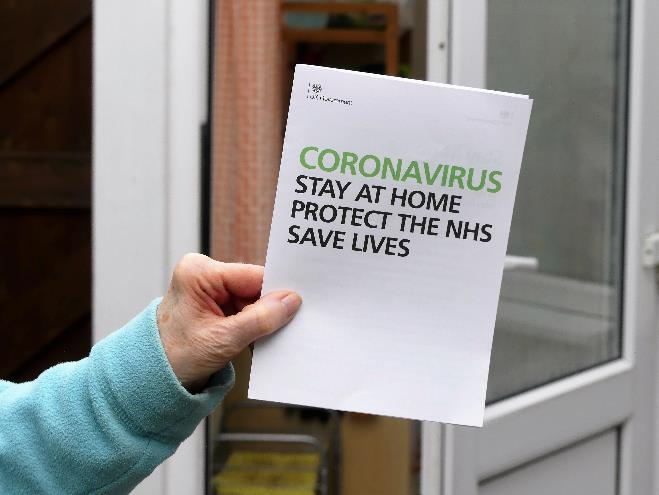 CORONAVIRUS
STAY AT HOME
PROTECT THE NHS
SAVE LIVES